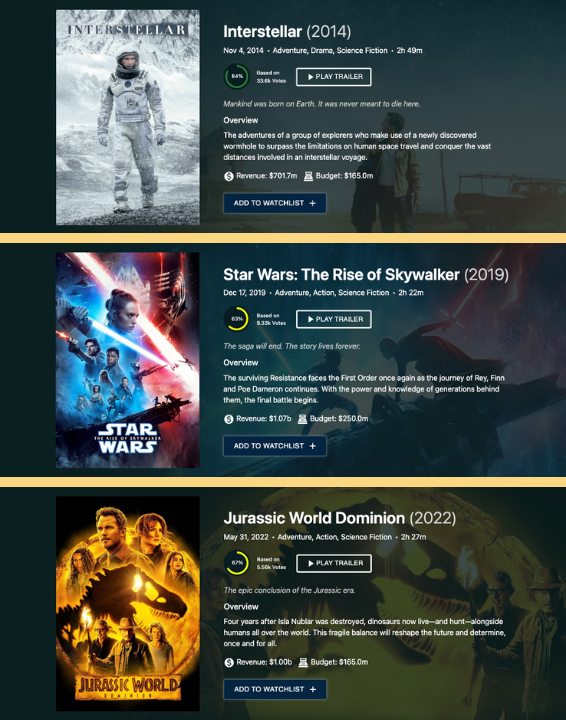 INTERSTELLAR
Interstellar (2014)
Nov 4, 2014 • Adventure, Drama, Science Fiction • 2h 49m
84%
Based on
33.6k Votes
PLAY TRAILER
Mankind was born on Earth. It was never meant to die here.
Overview
The adventures of a group of explorers who make use of a newly discovered
wormhole to surpass the limitations on human space travel and conquer the vast
distances involved in an interstellar voyage.
Revenue: $701.7m Budget: $165.0m
ADD TO WATCHLIST +
STAR
THE RISE OF SKYWALKER
WARS
Star Wars: The Rise of Skywalker (2019)
Dec 17, 2019 • Adventure, Action, Science Fiction • 2h 22m
63%
Based on
9.33k Votes
PLAY TRAILER
The saga will end. The story lives forever.
Overview
The surviving Resistance faces the First Order once again as the journey of Rey, Finn
and Poe Dameron continues. With the power and knowledge of generations behind
them, the final battle begins.
Revenue: $1.07b Budget: $250.0m
ADD TO WATCHLIST +
JURASSIC WORLD
DOMINION
Jurassic World Dominion (2022)
May 31, 2022 • Adventure, Action, Science Fiction • 2h 27m
67%
Based on
5.56k Votes
PLAY TRAILER
The epic conclusion of the Jurassic era.
Overview
Four years after Isla Nublar was destroyed, dinosaurs now live—and hunt—alongside
humans all over the world. This fragile balance will reshape the future and determine,
once and for all.
Revenue: $1.00b Budget: $165.0m
ADD TO WATCHLIST +